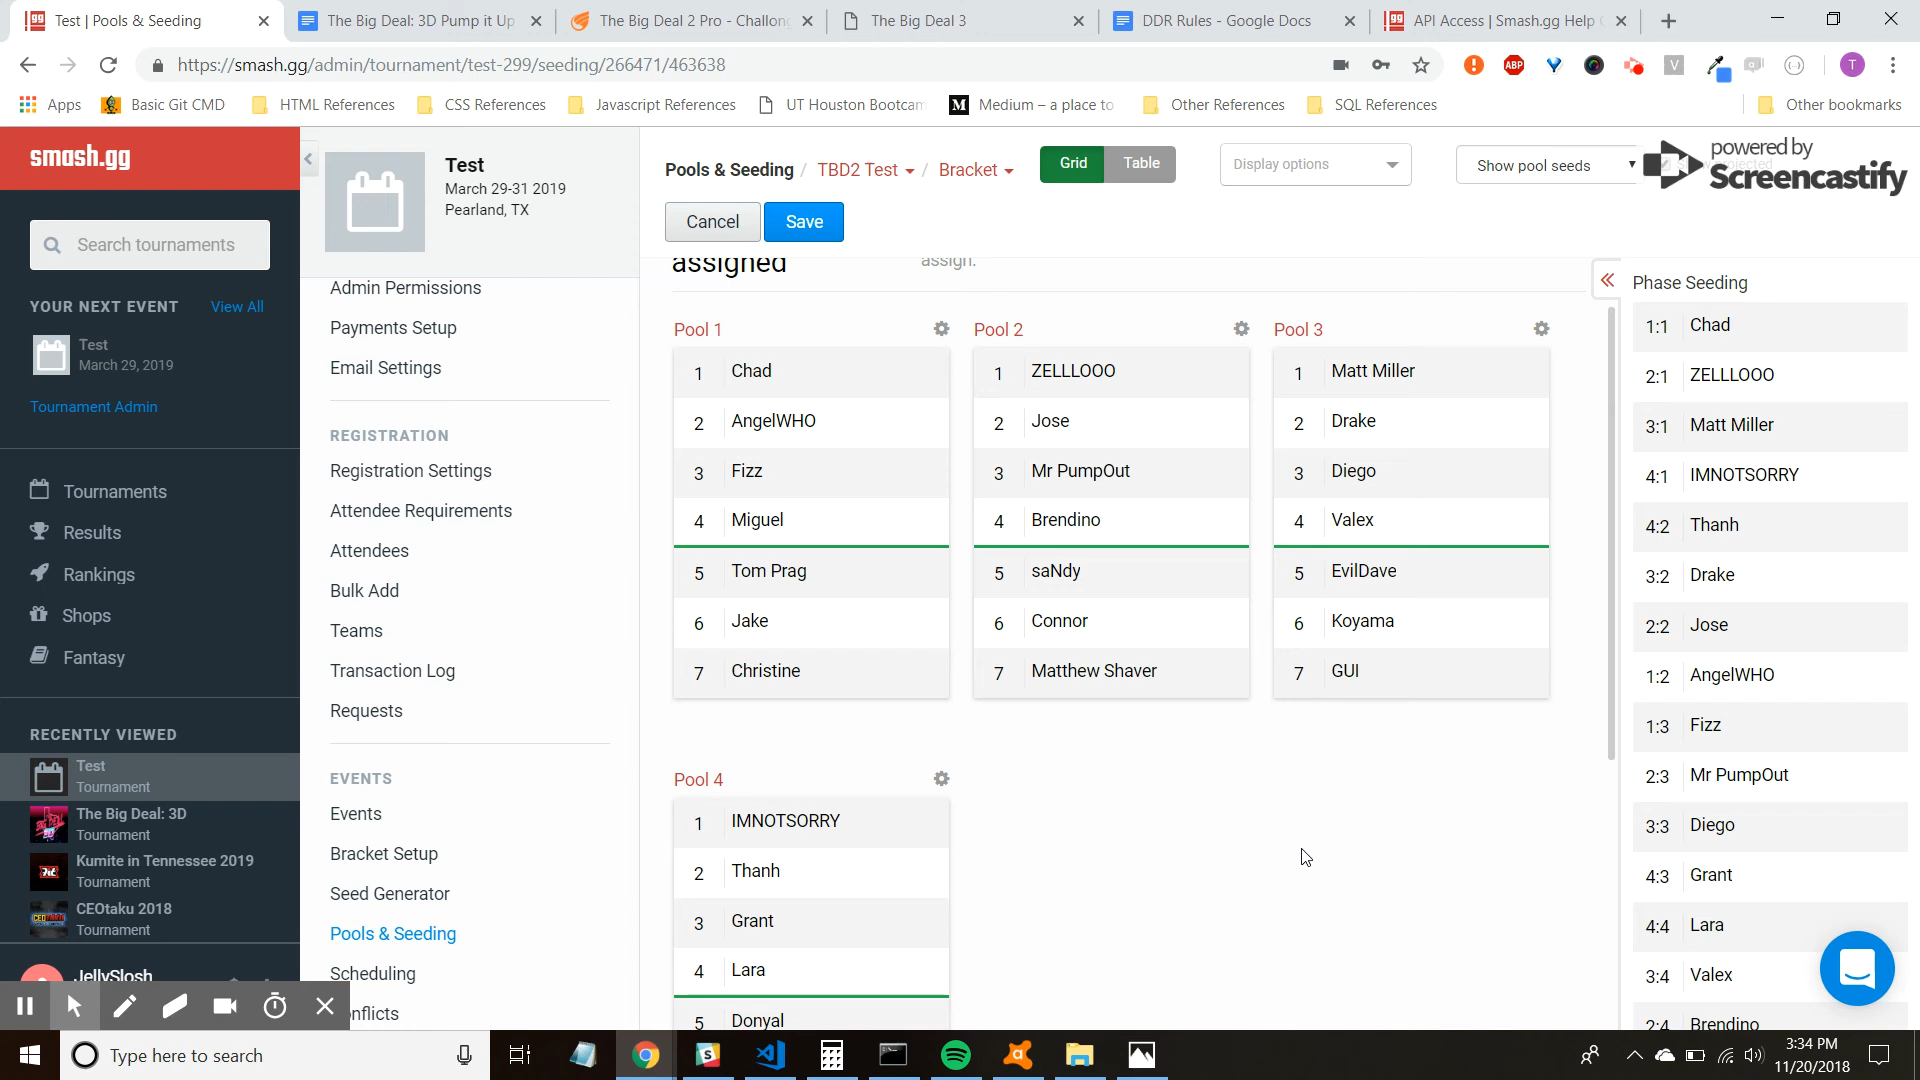 Test | Pools & Seeding
The Big Deal: 3D Pump it Up
The Big Deal 2 Pro - Challon
The Big Deal 3
DDR Rules - Google Docs
API Access | Smash.gg Help
https://smash.gg/admin/tournament/test-299/seeding/266471/463638
ABP
V
T
Apps
Basic Git CMD
HTML References
CSS References
Javascript References
UT Houston Bootcam
M
Medium – a place to
Other References
SQL References
Other bookmarks
smash.gg
Search tournaments
YOUR NEXT EVENT
View All
Test
March 29, 2019
Tournament Admin
Tournaments
Results
Rankings
Shops
Fantasy
RECENTLY VIEWED
Test
Tournament
The Big Deal: 3D
Tournament
Kumite in Tennessee 2019
Tournament
CEOtaku 2018
Tournament
JellySlosh
Test
March 29-31 2019
Pearland, TX
Admin Permissions
Payments Setup
Email Settings
REGISTRATION
Registration Settings
Attendee Requirements
Attendees
Bulk Add
Teams
Transaction Log
Requests
EVENTS
Events
Bracket Setup
Seed Generator
Pools & Seeding
Scheduling
nflicts
Pools & Seeding / TBD2 Test / Bracket
Grid
Table
Display options
Show pool seeds
powered by
Screencastify
Cancel
Save
assigned
assign.
Pool 1
1 Chad
2 AngelWHO
3 Fizz
4 Miguel
5 Tom Prag
6 Jake
7 Christine
Pool 2
1 ZELLLOOO
2 Jose
3 Mr PumpOut
4 Brendino
5 saNdy
6 Connor
7 Matthew Shaver
Pool 3
1 Matt Miller
2 Drake
3 Diego
4 Valex
5 EvilDave
6 Koyama
7 GUI
Pool 4
1 IMNOTSORRY
2 Thanh
3 Grant
4 Lara
5 Donyal
Phase Seeding
1:1 Chad
2:1 ZELLLOOO
3:1 Matt Miller
4:1 IMNOTSORRY
4:2 Thanh
3:2 Drake
2:2 Jose
1:2 AngelWHO
1:3 Fizz
2:3 Mr PumpOut
3:3 Diego
4:3 Grant
4:4 Lara
3:4 Valex
2:4 Brendino
Type here to search
3:34 PM
11/20/2018